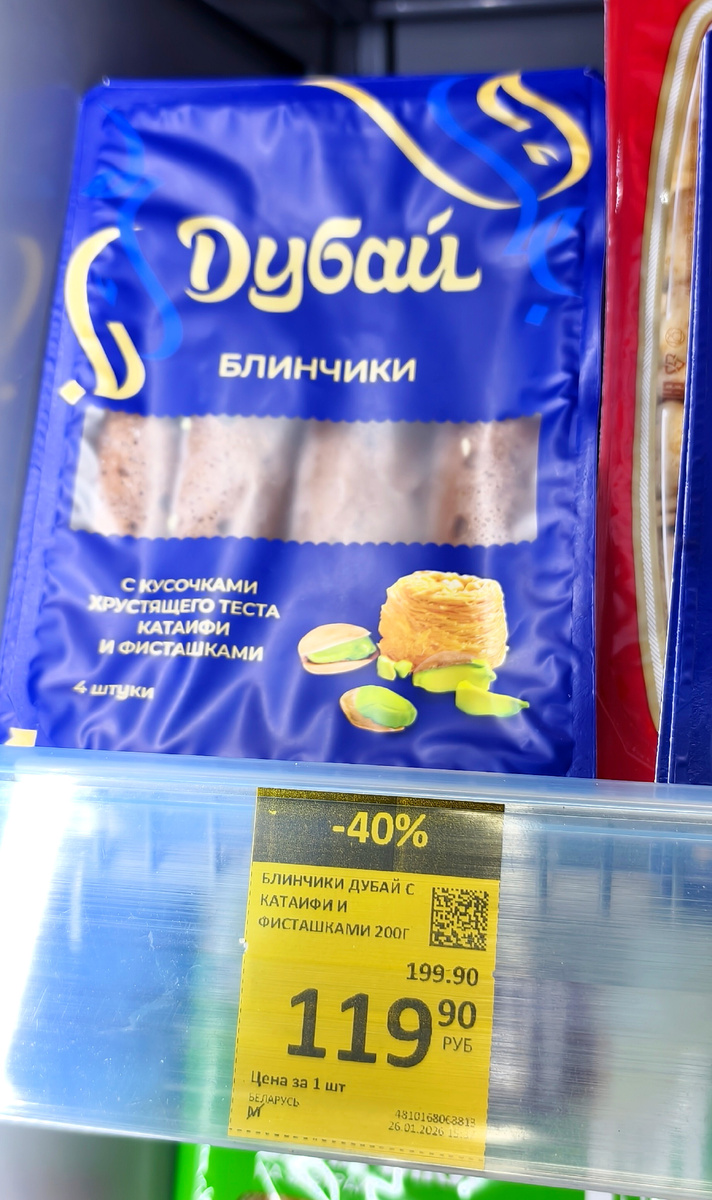 Дубай
БЛИНЧИКИ
С КУСОЧКАМИ
ХРУСТЯЩЕГО ТЕСТА
КАТАИФИ
И ФИСТАШКАМИ
4 штуки
-40%
БЛИНЧИКИ ДУБАЙ С
КАТАИФИ И
ФИСТАШКАМИ 200Г
199.90
119 90
РУБ
Цена за 1 шт
БЕЛАРУСЬ
М
4810168068813
26.01.2026